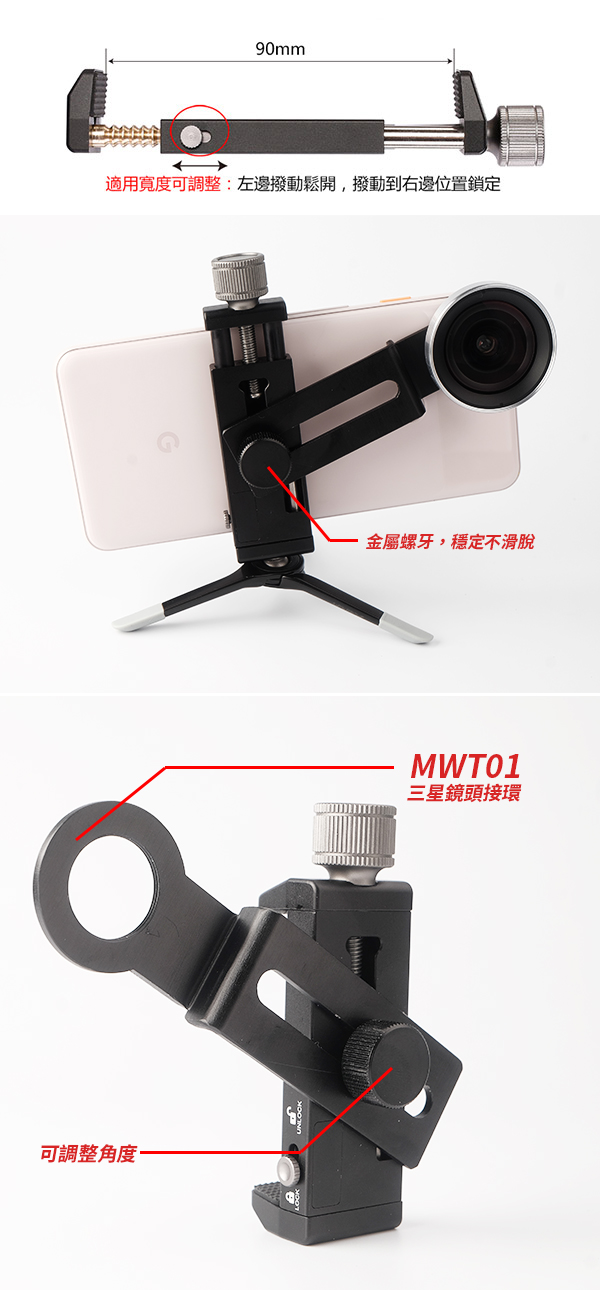 90mm
適用寬度可調整：左邊撥動鬆開，撥動到右邊位置鎖定
G
金屬螺牙，穩定不滑脫
MWT01
三星鏡頭接環
UNLOCK
可調整角度
LOCK